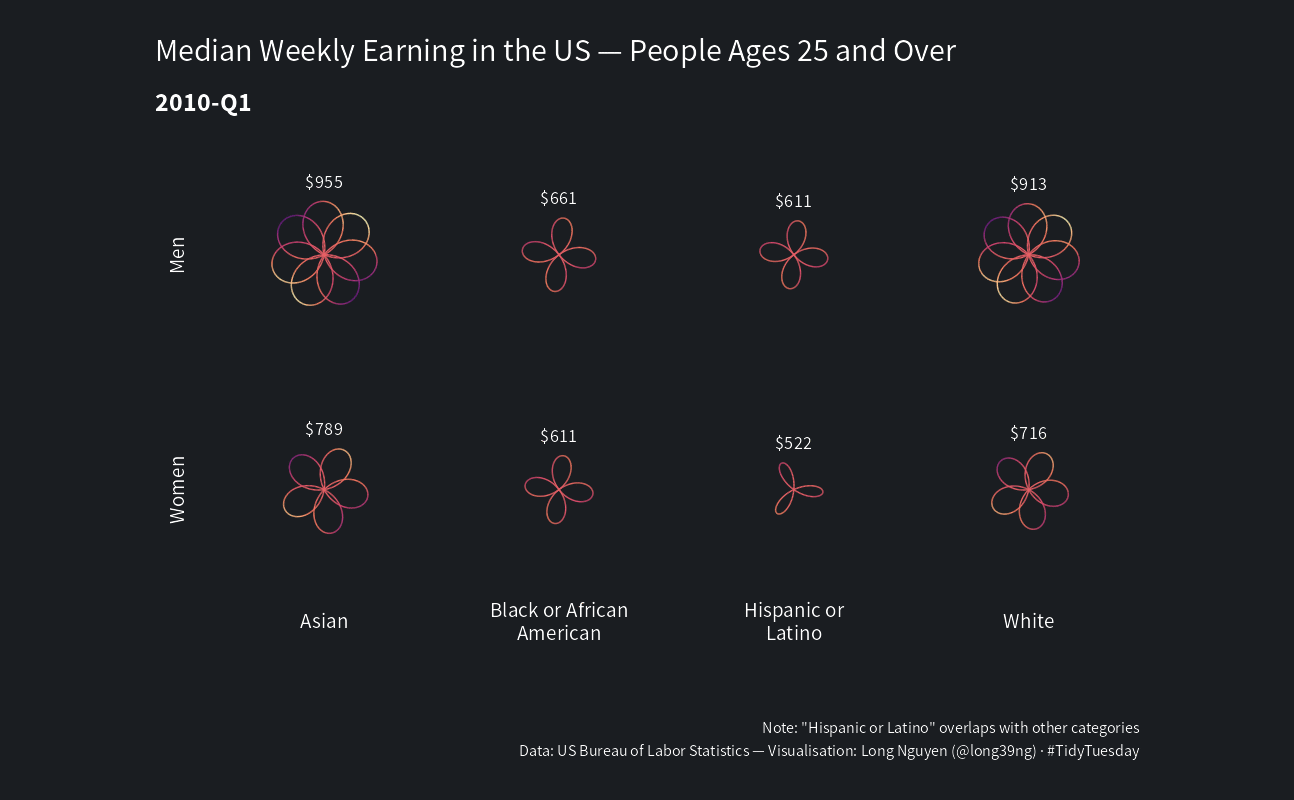 Median Weekly Earning in the US — People Ages 25 and Over
2010-Q1
Men
$955
$661
$611
$913
Women
$789
$611
$522
$716
Asian
Black or African
American
Hispanic or
Latino
White
Note: "Hispanic or Latino" overlaps with other categories
Data: US Bureau of Labor Statistics — Visualisation: Long Nguyen (@long39ng) · #TidyTuesday